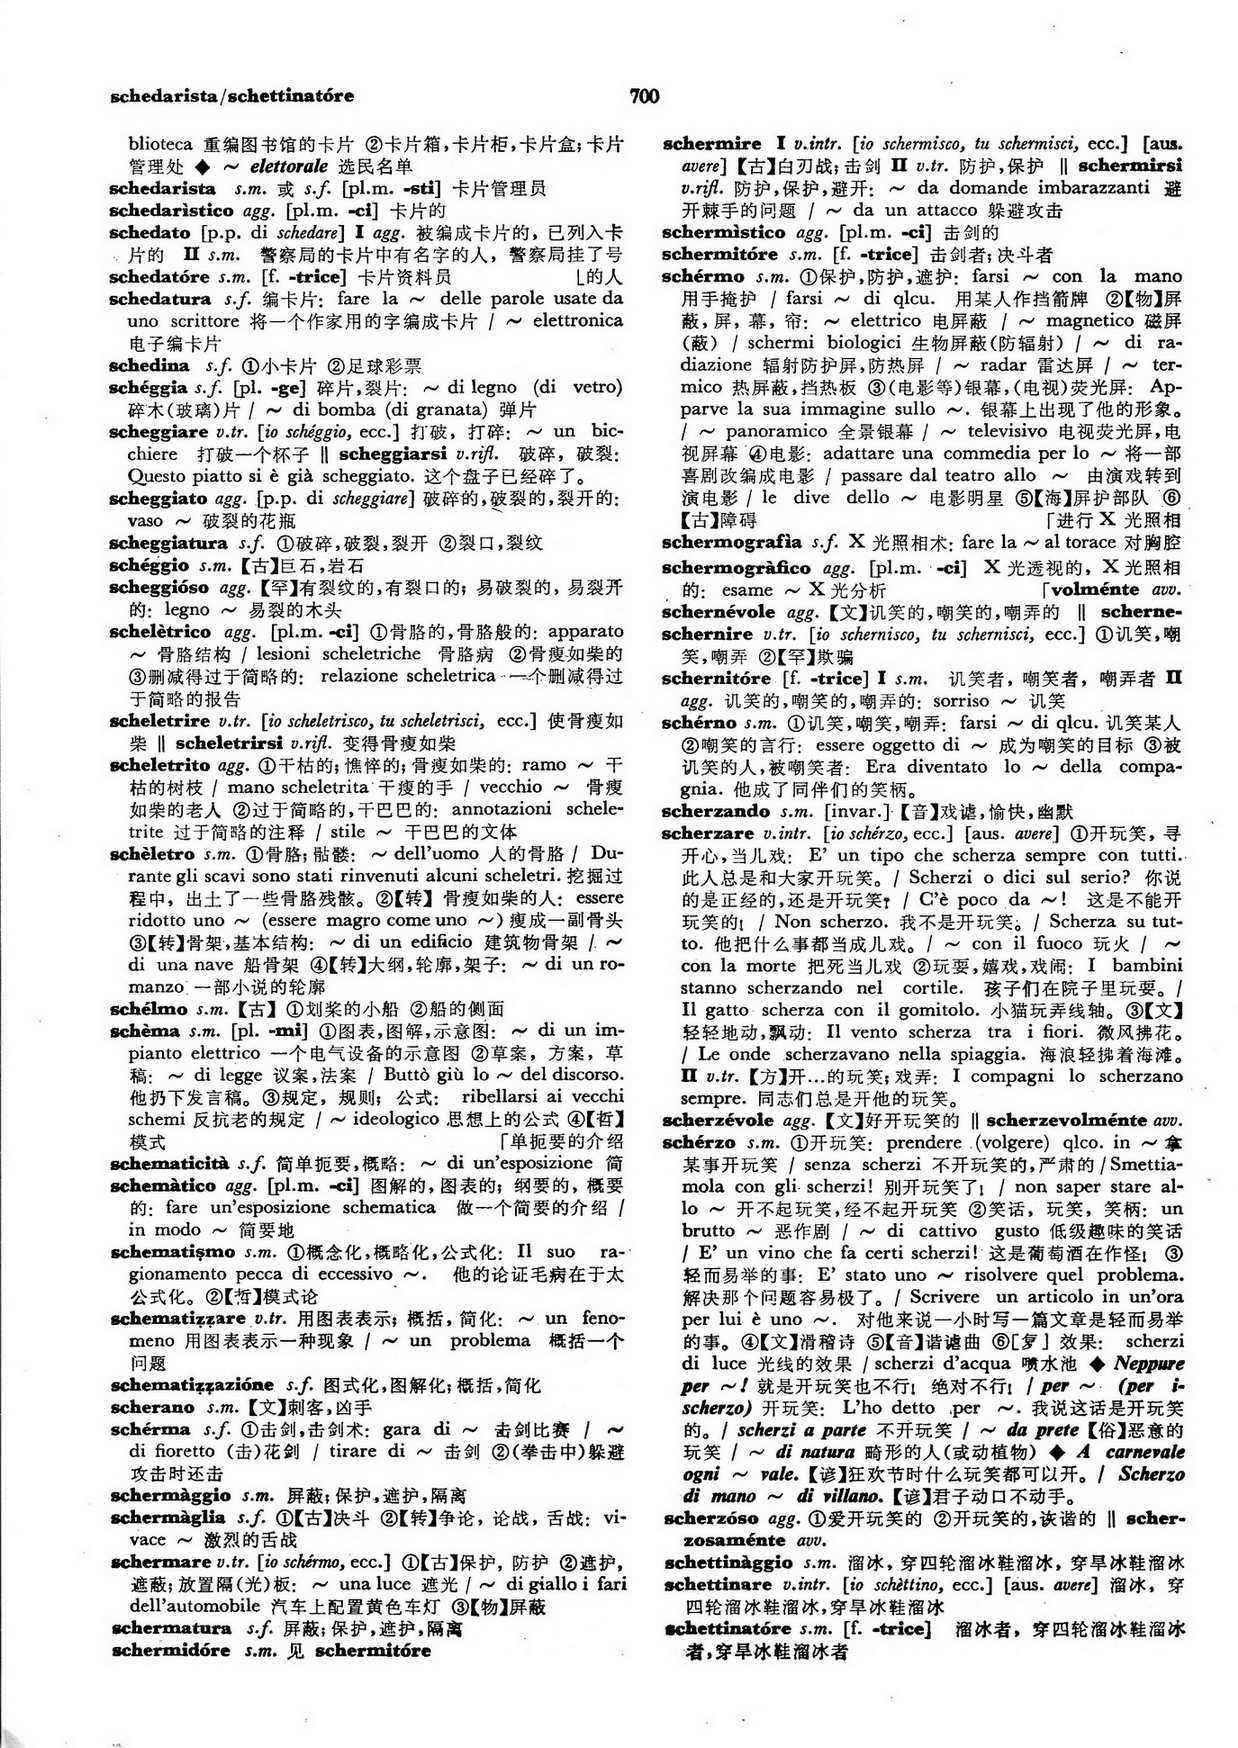 schedarista/schettinatóre
700
blioteca 重编图书馆的卡片 ②卡片箱,卡片柜,卡片盒; 卡片
管理处 ◆ ～ elettorale 选民名单
schedarista s.m. 或 s.f. [pl.m. -sti] 卡片管理员
schedarìstico agg. [pl.m. -ci] 卡片的
schedato [p.p. di schedare] I agg. 被编成卡片的, 已列入卡
片的 II s.m. 警察局的卡片中有名字的人, 警察局挂了号
schedatóre s.m. [f. -trice] 卡片资料员 ⌊的人
schedatura s.f. 编卡片: fare la ～ delle parole usate da
uno scrittore 将一个作家用的字编成卡片 / ～ elettronica
电子编卡片
schedina s.f. ①小卡片 ②足球彩票
schéggia s.f. [pl. -ge] 碎片,裂片: ～ di legno (di vetro)
碎木(玻璃)片 / ～ di bomba (di granata) 弹片
scheggiare v.tr. [io schéggio, ecc.] 打破, 打碎: ～ un bic-
chiere 打破一个杯子 ‖ scheggiarsi v.rifl. 破碎, 破裂:
Questo piatto si è già scheggiato. 这个盘子已经碎了。
scheggiato agg. [p.p. di scheggiare] 破碎的,破裂的,裂开的:
vaso ～ 破裂的花瓶
scheggiatura s.f. ①破碎,破裂,裂开 ②裂口,裂纹
schéggio s.m.【古】巨石,岩石
scheggióso agg.【罕】有裂纹的,有裂口的; 易破裂的, 易裂开
的: legno ～ 易裂的木头
schelètrico agg. [pl.m. -ci] ①骨胳的,骨胳般的: apparato
～ 骨胳结构 / lesioni scheletriche 骨胳病 ②骨瘦如柴的
③删减得过于简略的: relazione scheletrica 一个删减得过
于简略的报告
scheletrire v.tr. [io scheletrisco, tu scheletrisci, ecc.] 使骨瘦如
柴 ‖ scheletrirsi v.rifl. 变得骨瘦如柴
scheletrito agg. ①干枯的; 憔悴的; 骨瘦如柴的: ramo ～ 干
枯的树枝 / mano scheletrita 干瘦的手 / vecchio ～ 骨瘦
如柴的老人 ②过于简略的,干巴巴的: annotazioni schele-
trite 过于简略的注释 / stile ～ 干巴巴的文体
schèletro s.m. ①骨胳; 骷髅: ～ dell'uomo 人的骨胳 / Du-
rante gli scavi sono stati rinvenuti alcuni scheletri. 挖掘过
程中, 出土了一些骨胳残骸。②【转】骨瘦如柴的人: essere
ridotto uno ～ (essere magro come uno ～) 瘦成一副骨头
③【转】骨架,基本结构: ～ di un edificio 建筑物骨架 / ～
di una nave 船骨架 ④【转】大纲,轮廓,架子: ～ di un ro-
manzo 一部小说的轮廓
schélmo s.m.【古】①划桨的小船 ②船的侧面
schèma s.m. [pl. -mi] ①图表,图解,示意图: ～ di un im-
pianto elettrico 一个电气设备的示意图 ②草案, 方案, 草
稿: ～ di legge 议案,法案 / Buttò giù lo ～ del discorso.
他扔下发言稿。③规定, 规则; 公式: ribellarsi ai vecchi
schemi 反抗老的规定 / ～ ideologico 思想上的公式 ④【哲】
模式 ｢单扼要的介绍
schematicità s.f. 简单扼要,概略: ～ di un'esposizione 简
schemàtico agg. [pl.m. -ci] 图解的,图表的; 纲要的, 概要
的: fare un'esposizione schematica 做一个简要的介绍 /
in modo ～ 简要地
schematişmo s.m. ①概念化,概略化,公式化: Il suo ra-
gionamento pecca di eccessivo ～. 他的论证毛病在于太
公式化。②【哲】模式论
schematizzare v.tr. 用图表表示; 概括, 简化: ～ un feno-
meno 用图表表示一种现象 / ～ un problema 概括一个
问题
schematizzazióne s.f. 图式化,图解化; 概括,简化
scherano s.m.【文】刺客,凶手
schérma s.f. ①击剑,击剑术: gara di ～ 击剑比赛 / ～
di fioretto (击)花剑 / tirare di ～ 击剑 ②(拳击中)躲避
攻击时还击
schermàggio s.m. 屏蔽; 保护,遮护,隔离
schermàglia s.f. ①【古】决斗 ②【转】争论, 论战, 舌战: vi-
vace ～ 激烈的舌战
schermare v.tr. [io schérmo, ecc.] ①【古】保护, 防护 ②遮护,
遮蔽; 放置隔(光)板: ～ una luce 遮光 / ～ di giallo i fari
dell'automobile 汽车上配置黄色车灯 ③【物】屏蔽
schermatura s.f. 屏蔽; 保护,遮护,隔离
schermidóre s.m. 见 schermitóre
schermire I v.intr. [io schermisco, tu schermisci, ecc.] [aus.
avere]【古】白刃战; 击剑 II v.tr. 防护,保护 ‖ schermirsi
v.rifl. 防护,保护,避开: ～ da domande imbarazzanti 避
开棘手的问题 / ～ da un attacco 躲避攻击
schermìstico agg. [pl.m. -ci] 击剑的
schermitóre s.m. [f. -trice] 击剑者; 决斗者
schérmo s.m. ①保护,防护,遮护: farsi ～ con la mano
用手掩护 / farsi ～ di qlcu. 用某人作挡箭牌 ②【物】屏
蔽, 屏, 幕, 帘: ～ elettrico 电屏蔽 / ～ magnetico 磁屏
(蔽) / schermi biologici 生物屏蔽(防辐射) / ～ di ra-
diazione 辐射防护屏,防热屏 / ～ radar 雷达屏 / ～ ter-
mico 热屏蔽,挡热板 ③(电影等)银幕,(电视)荧光屏: Ap-
parve la sua immagine sullo ～. 银幕上出现了他的形象。
/ ～ panoramico 全景银幕 / ～ televisivo 电视荧光屏,电
视屏幕 ④电影: adattare una commedia per lo ～ 将一部
喜剧改编成电影 / passare dal teatro allo ～ 由演戏转到
演电影 / le dive dello ～ 电影明星 ⑤【海】屏护部队 ⑥
【古】障碍 ｢进行 X 光照相
schermografìa s.f. X 光照相术: fare la ～ al torace 对胸腔
schermogràfico agg. [pl.m. -ci] X 光透视的, X 光照相
的: esame ～ X 光分析 ｢volménte avv.
schernévole agg.【文】讥笑的,嘲笑的,嘲弄的 ‖ scherne-
schernire v.tr. [io schernisco, tu schernisci, ecc.] ①讥笑,嘲
笑,嘲弄 ②【罕】欺骗
schernitóre [f. -trice] I s.m. 讥笑者, 嘲笑者, 嘲弄者 II
agg. 讥笑的,嘲笑的,嘲弄的: sorriso ～ 讥笑
schérno s.m. ①讥笑,嘲笑,嘲弄: farsi ～ di qlcu. 讥笑某人
②嘲笑的言行: essere oggetto di ～ 成为嘲笑的目标 ③被
讥笑的人,被嘲笑者: Era diventato lo ～ della compa-
gnia. 他成了同伴们的笑柄。
scherzando s.m. [invar.]【音】戏谑,愉快,幽默
scherzare v.intr. [io schérzo, ecc.] [aus. avere] ①开玩笑, 寻
开心,当儿戏: E' un tipo che scherza sempre con tutti.
此人总是和大家开玩笑。/ Scherzi o dici sul serio? 你说
的是正经的,还是开玩笑? / C'è poco da ～! 这是不能开
玩笑的! / Non scherzo. 我不是开玩笑。/ Scherza su tut-
to. 他把什么事都当成儿戏。/ ～ con il fuoco 玩火 / ～
con la morte 把死当儿戏 ②玩耍,嬉戏,戏闹: I bambini
stanno scherzando nel cortile. 孩子们在院子里玩耍。/
Il gatto scherza con il gomitolo. 小猫玩弄线轴。③【文】
轻轻地动,飘动: Il vento scherza tra i fiori. 微风拂花。
/ Le onde scherzavano nella spiaggia. 海浪轻拂着海滩。
II v.tr.【方】开…的玩笑; 戏弄: I compagni lo scherzano
sempre. 同志们总是开他的玩笑。
scherzévole agg.【文】好开玩笑的 ‖ scherzevolménte avv.
schérzo s.m. ①开玩笑: prendere (volgere) qlco. in ～ 拿
某事开玩笑 / senza scherzi 不开玩笑的,严肃的 / Smettia-
mola con gli scherzi! 别开玩笑了! / non saper stare al-
lo ～ 开不起玩笑,经不起开玩笑 ②笑话, 玩笑, 笑柄: un
brutto ～ 恶作剧 / ～ di cattivo gusto 低级趣味的笑话
/ E' un vino che fa certi scherzi! 这是葡萄酒在作怪! ③
轻而易举的事: E' stato uno ～ risolvere quel problema.
解决那个问题容易极了。/ Scrivere un articolo in un'ora
per lui è uno ～. 对他来说一小时写一篇文章是轻而易举
的事。④【文】滑稽诗 ⑤【音】谐谑曲 ⑥[罗] 效果: scherzi
di luce 光线的效果 / scherzi d'acqua 喷水池 ◆ Neppure
per ～! 就是开玩笑也不行! 绝对不行! / per ～ (per i-
scherzo) 开玩笑: L'ho detto per ～. 我说这话是开玩笑
的。/ scherzi a parte 不开玩笑 / ～ da prete【俗】恶意的
玩笑 / ～ di natura 畸形的人(或动植物) ◆ A carnevale
ogni ～ vale.【谚】狂欢节时什么玩笑都可以开。/ Scherzo
di mano ～ di villano.【谚】君子动口不动手。
scherzóso agg. ①爱开玩笑的 ②开玩笑的,诙谐的 ‖ scher-
zosaménte avv.
schettinàggio s.m. 溜冰, 穿四轮溜冰鞋溜冰, 穿旱冰鞋溜冰
schettinare v.intr. [io schèttino, ecc.] [aus. avere] 溜冰, 穿
四轮溜冰鞋溜冰,穿旱冰鞋溜冰
schettinatóre s.m. [f. -trice] 溜冰者, 穿四轮溜冰鞋溜冰
者,穿旱冰鞋溜冰者